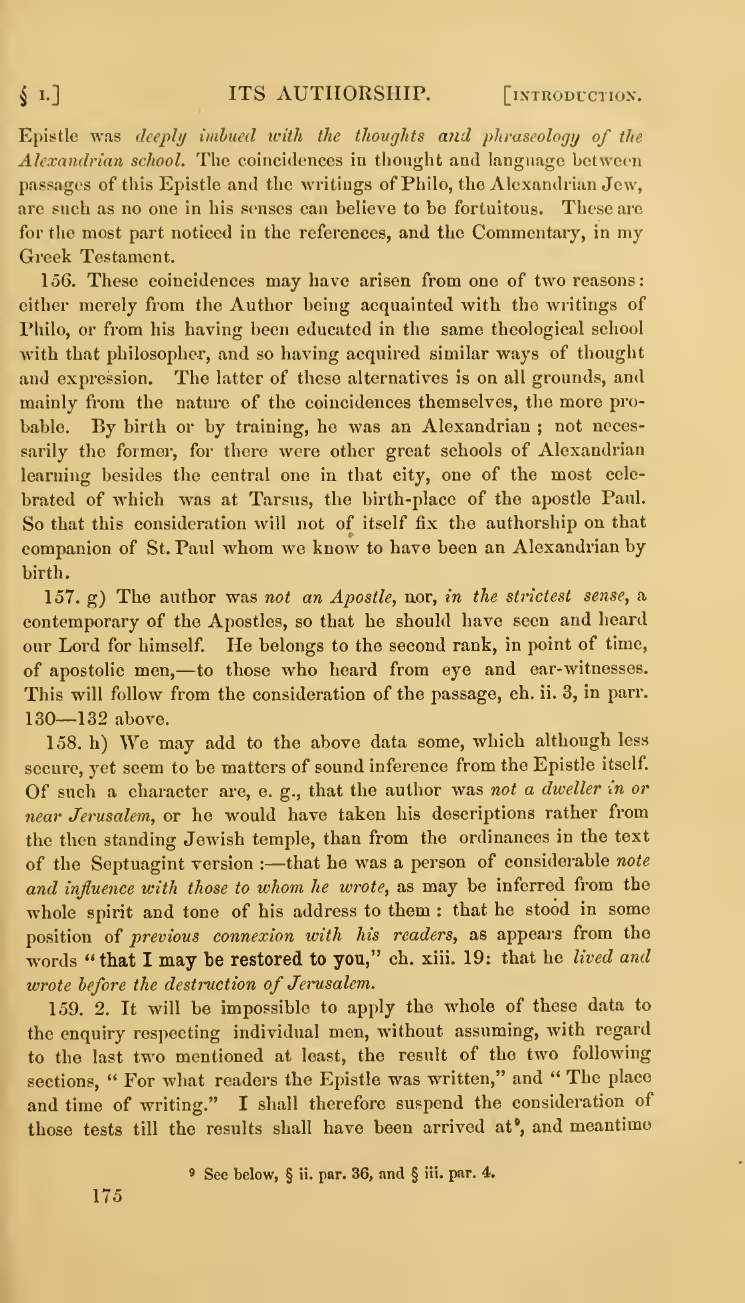 § I.] ITS AUTHORSHIP. [INTRODUCTION.
Epistle was deeply imbued with the thoughts and phraseology of the
Alexandrian school. The coincidences in thought and language between
passages of this Epistle and the writings of Philo, the Alexandrian Jew,
are such as no one in his senses can believe to be fortuitous. These are
for the most part noticed in the references, and the Commentary, in my
Greek Testament.
156. These coincidences may have arisen from one of two reasons:
either merely from the Author being acquainted with the writings of
Philo, or from his having been educated in the same theological school
with that philosopher, and so having acquired similar ways of thought
and expression. The latter of these alternatives is on all grounds, and
mainly from the nature of the coincidences themselves, the more pro-
bable. By birth or by training, he was an Alexandrian ; not neces-
sarily the former, for there were other great schools of Alexandrian
learning besides the central one in that city, one of the most cele-
brated of which was at Tarsus, the birth-place of the apostle Paul.
So that this consideration will not of itself fix the authorship on that
companion of St. Paul whom we know to have been an Alexandrian by
birth.
157. g) The author was not an Apostle, nor, in the strictest sense, a
contemporary of the Apostles, so that he should have seen and heard
our Lord for himself. He belongs to the second rank, in point of time,
of apostolic men,—to those who heard from eye and ear-witnesses.
This will follow from the consideration of the passage, ch. ii. 3, in parr.
130—132 above.
158. h) We may add to the above data some, which although less
secure, yet seem to be matters of sound inference from the Epistle itself.
Of such a character are, e. g., that the author was not a dweller in or
near Jerusalem, or he would have taken his descriptions rather from
the then standing Jewish temple, than from the ordinances in the text
of the Septuagint version :—that he was a person of considerable note
and influence with those to whom he wrote, as may be inferred from the
whole spirit and tone of his address to them : that he stood in some
position of previous connexion with his readers, as appears from the
words “ that I may be restored to you,” ch. xiii. 19: that he lived and
wrote before the destruction of Jerusalem.
159. 2. It will be impossible to apply the whole of these data to
the enquiry respecting individual men, without assuming, with regard
to the last two mentioned at least, the result of the two following
sections, “ For what readers the Epistle was written,” and “ The place
and time of writing.” I shall therefore suspend the consideration of
those tests till the results shall have been arrived at⁹, and meantime
⁹ See below, § ii. par. 36, and § iii. par. 4.
175